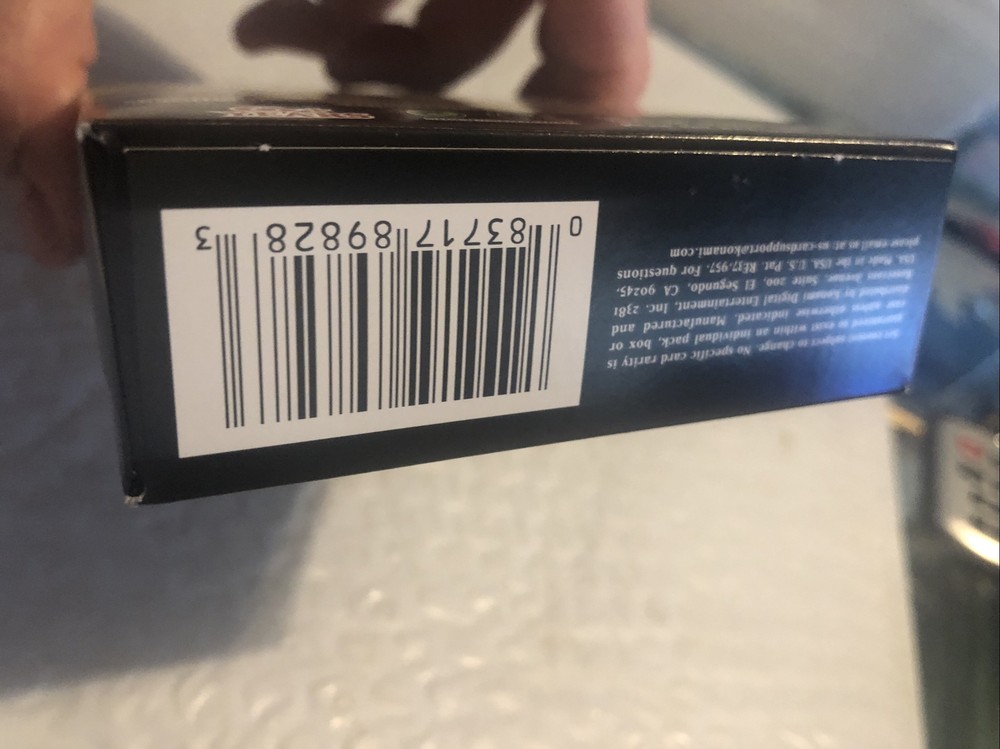 0 83717 89828 3
contents subject to change. No specific card rarity is
guaranteed to exist within an individual pack, box or
case unless otherwise indicated. Manufactured and
distributed by Konami Digital Entertainment, Inc. 2381
Rosecrans Avenue, Suite 200, El Segundo, CA 90245,
USA. Made in the USA. U.S. Pat. RE37,957. For questions
please email us at us-cardsupport@konami.com